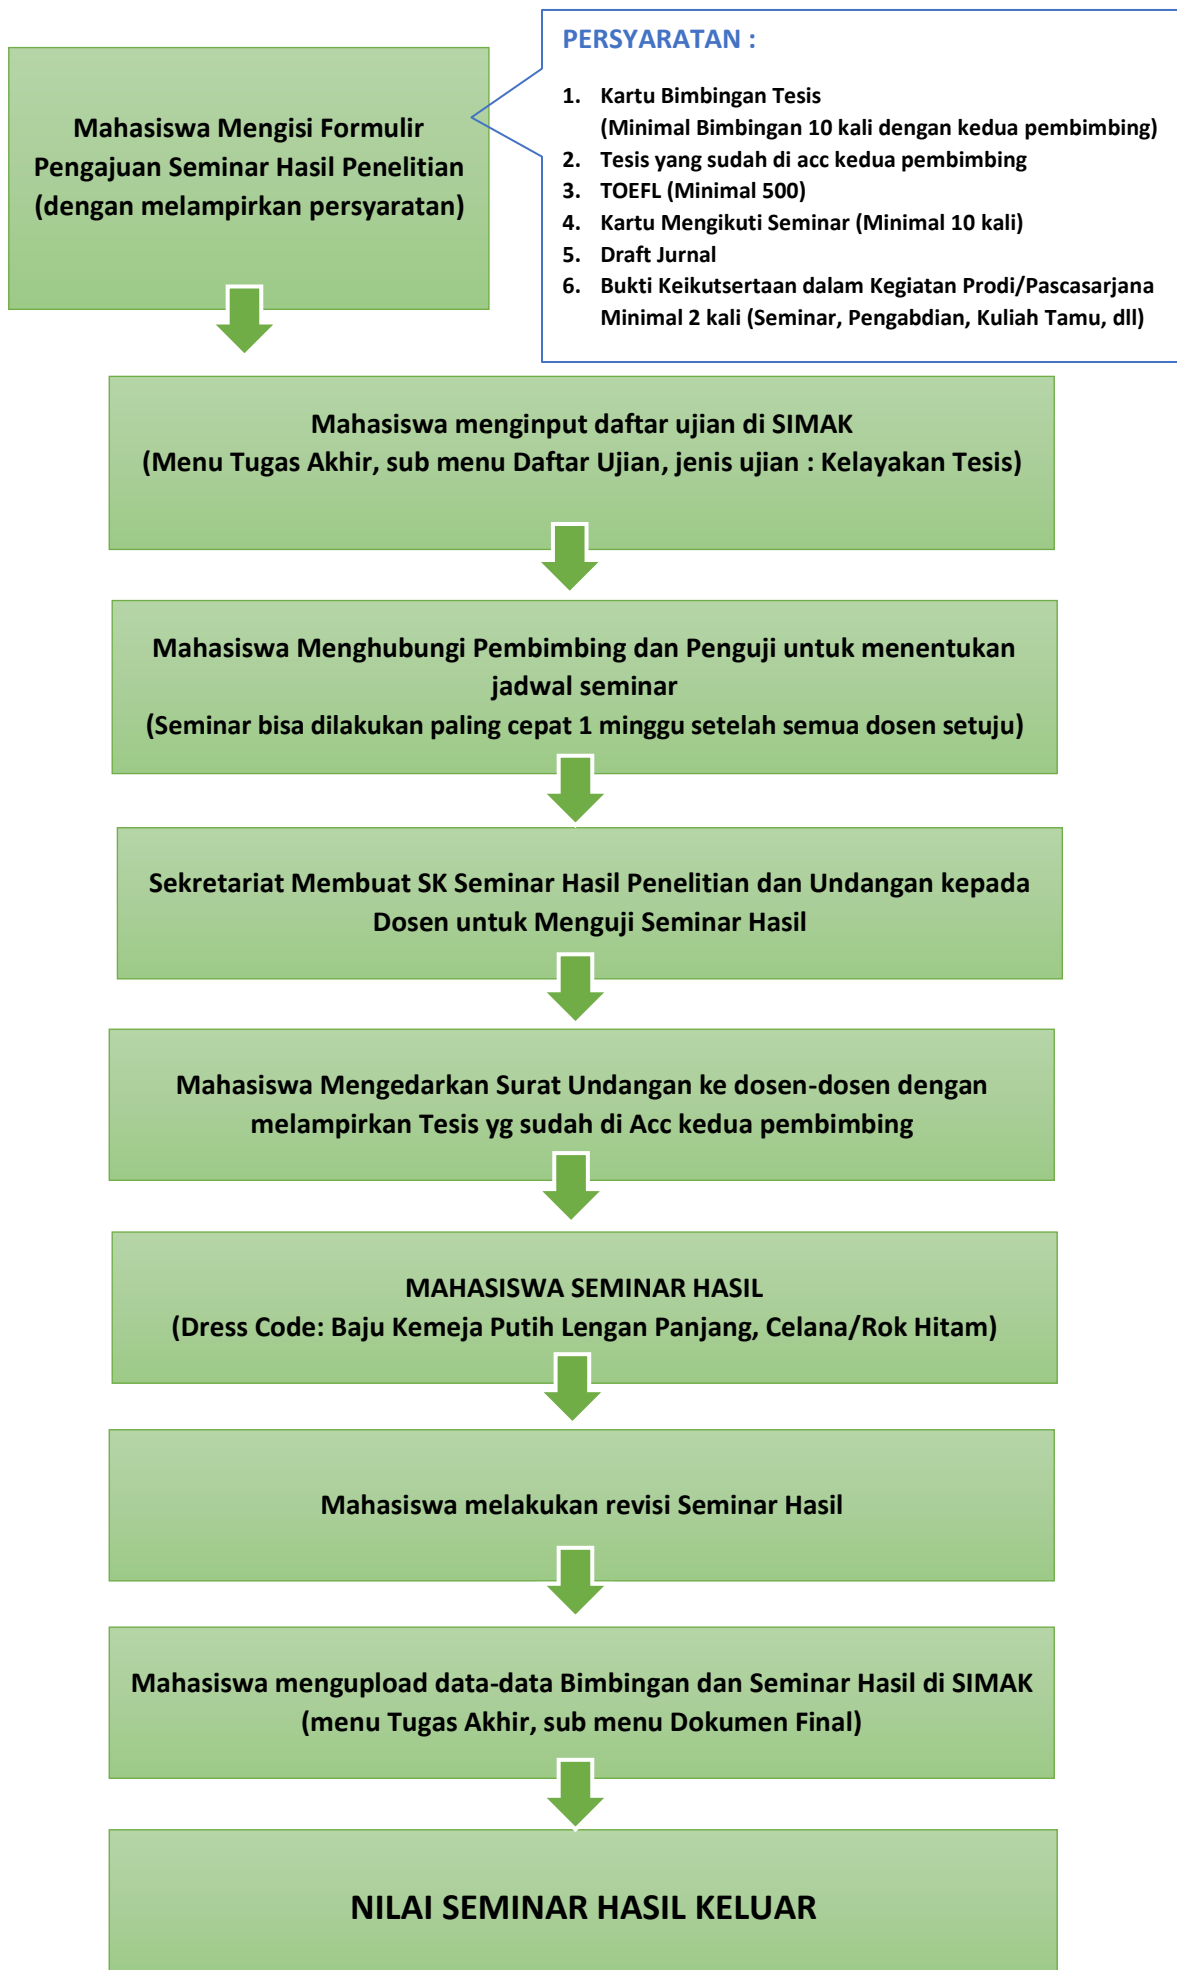 Mahasiswa Mengisi Formulir
Pengajuan Seminar Hasil Penelitian
(dengan melampirkan persyaratan)
PERSYARATAN :
1. Kartu Bimbingan Tesis
(Minimal Bimbingan 10 kali dengan kedua pembimbing)
2. Tesis yang sudah di acc kedua pembimbing
3. TOEFL (Minimal 500)
4. Kartu Mengikuti Seminar (Minimal 10 kali)
5. Draft Jurnal
6. Bukti Keikutsertaan dalam Kegiatan Prodi/Pascasarjana
Minimal 2 kali (Seminar, Pengabdian, Kuliah Tamu, dll)
Mahasiswa menginput daftar ujian di SIMAK
(Menu Tugas Akhir, sub menu Daftar Ujian, jenis ujian : Kelayakan Tesis)
Mahasiswa Menghubungi Pembimbing dan Penguji untuk menentukan
jadwal seminar
(Seminar bisa dilakukan paling cepat 1 minggu setelah semua dosen setuju)
Sekretariat Membuat SK Seminar Hasil Penelitian dan Undangan kepada
Dosen untuk Menguji Seminar Hasil
Mahasiswa Mengedarkan Surat Undangan ke dosen-dosen dengan
melampirkan Tesis yg sudah di Acc kedua pembimbing
MAHASISWA SEMINAR HASIL
(Dress Code: Baju Kemeja Putih Lengan Panjang, Celana/Rok Hitam)
Mahasiswa melakukan revisi Seminar Hasil
Mahasiswa mengupload data-data Bimbingan dan Seminar Hasil di SIMAK
(menu Tugas Akhir, sub menu Dokumen Final)
NILAI SEMINAR HASIL KELUAR